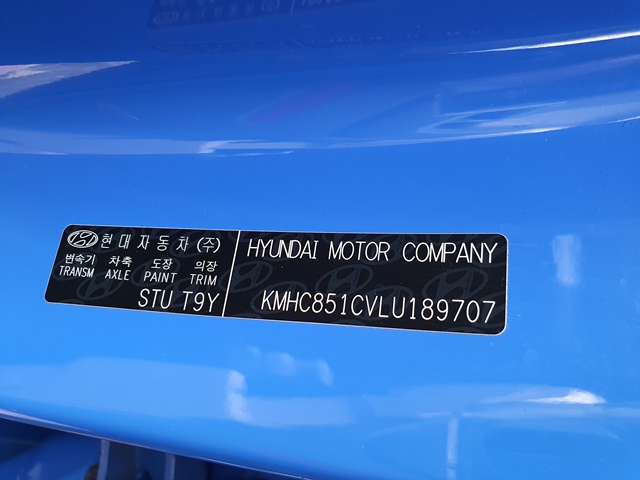 현대자동차(주)
변속기 차축 도장 의장
TRANSM AXLE PAINT TRIM
STU T9Y
HYUNDAI MOTOR COMPANY
KMHC851CVLU189707